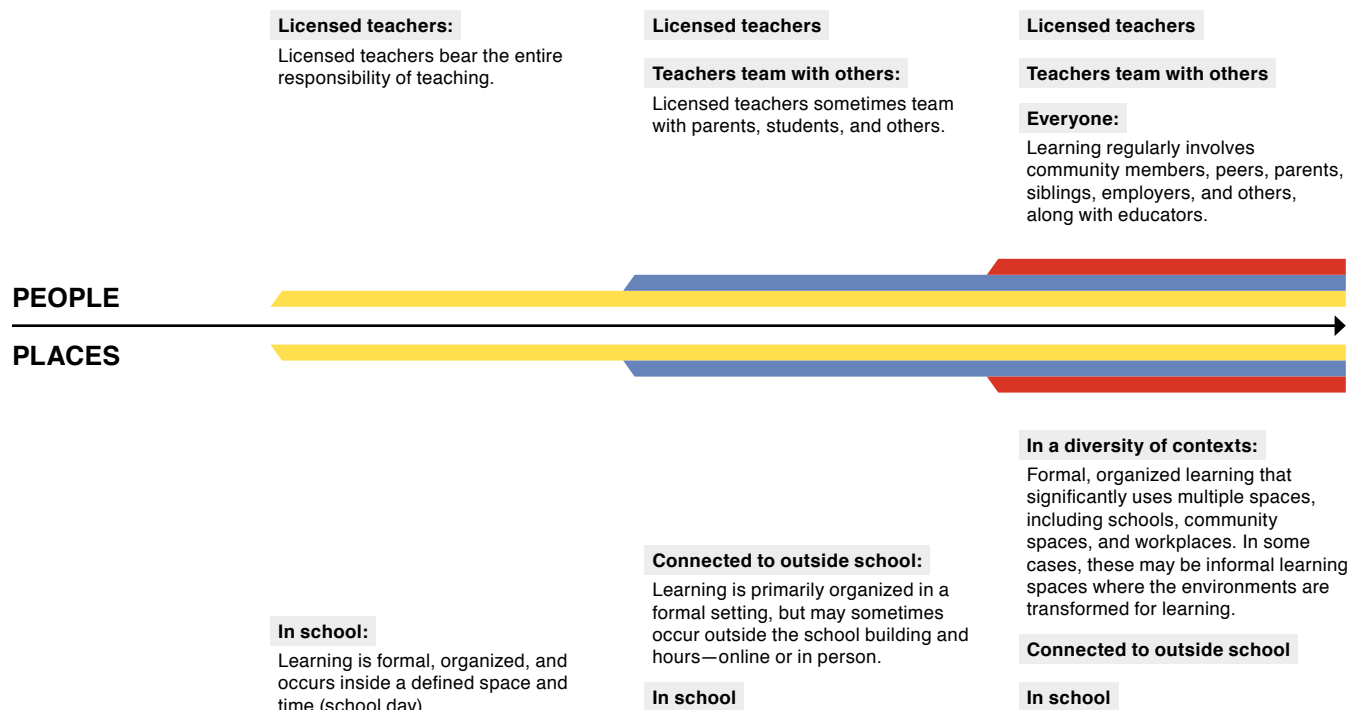 Licensed teachers:
Licensed teachers bear the entire
responsibility of teaching.
Licensed teachers
Teachers team with others:
Licensed teachers sometimes team
with parents, students, and others.
Licensed teachers
Teachers team with others
Everyone:
Learning regularly involves
community members, peers, parents,
siblings, employers, and others,
along with educators.
PEOPLE
PLACES
In school:
Learning is formal, organized, and
occurs inside a defined space and
time (school day)
Connected to outside school:
Learning is primarily organized in a
formal setting, but may sometimes
occur outside the school building and
hours—online or in person.
In school
In a diversity of contexts:
Formal, organized learning that
significantly uses multiple spaces,
including schools, community
spaces, and workplaces. In some
cases, these may be informal learning
spaces where the environments are
transformed for learning.
Connected to outside school
In school